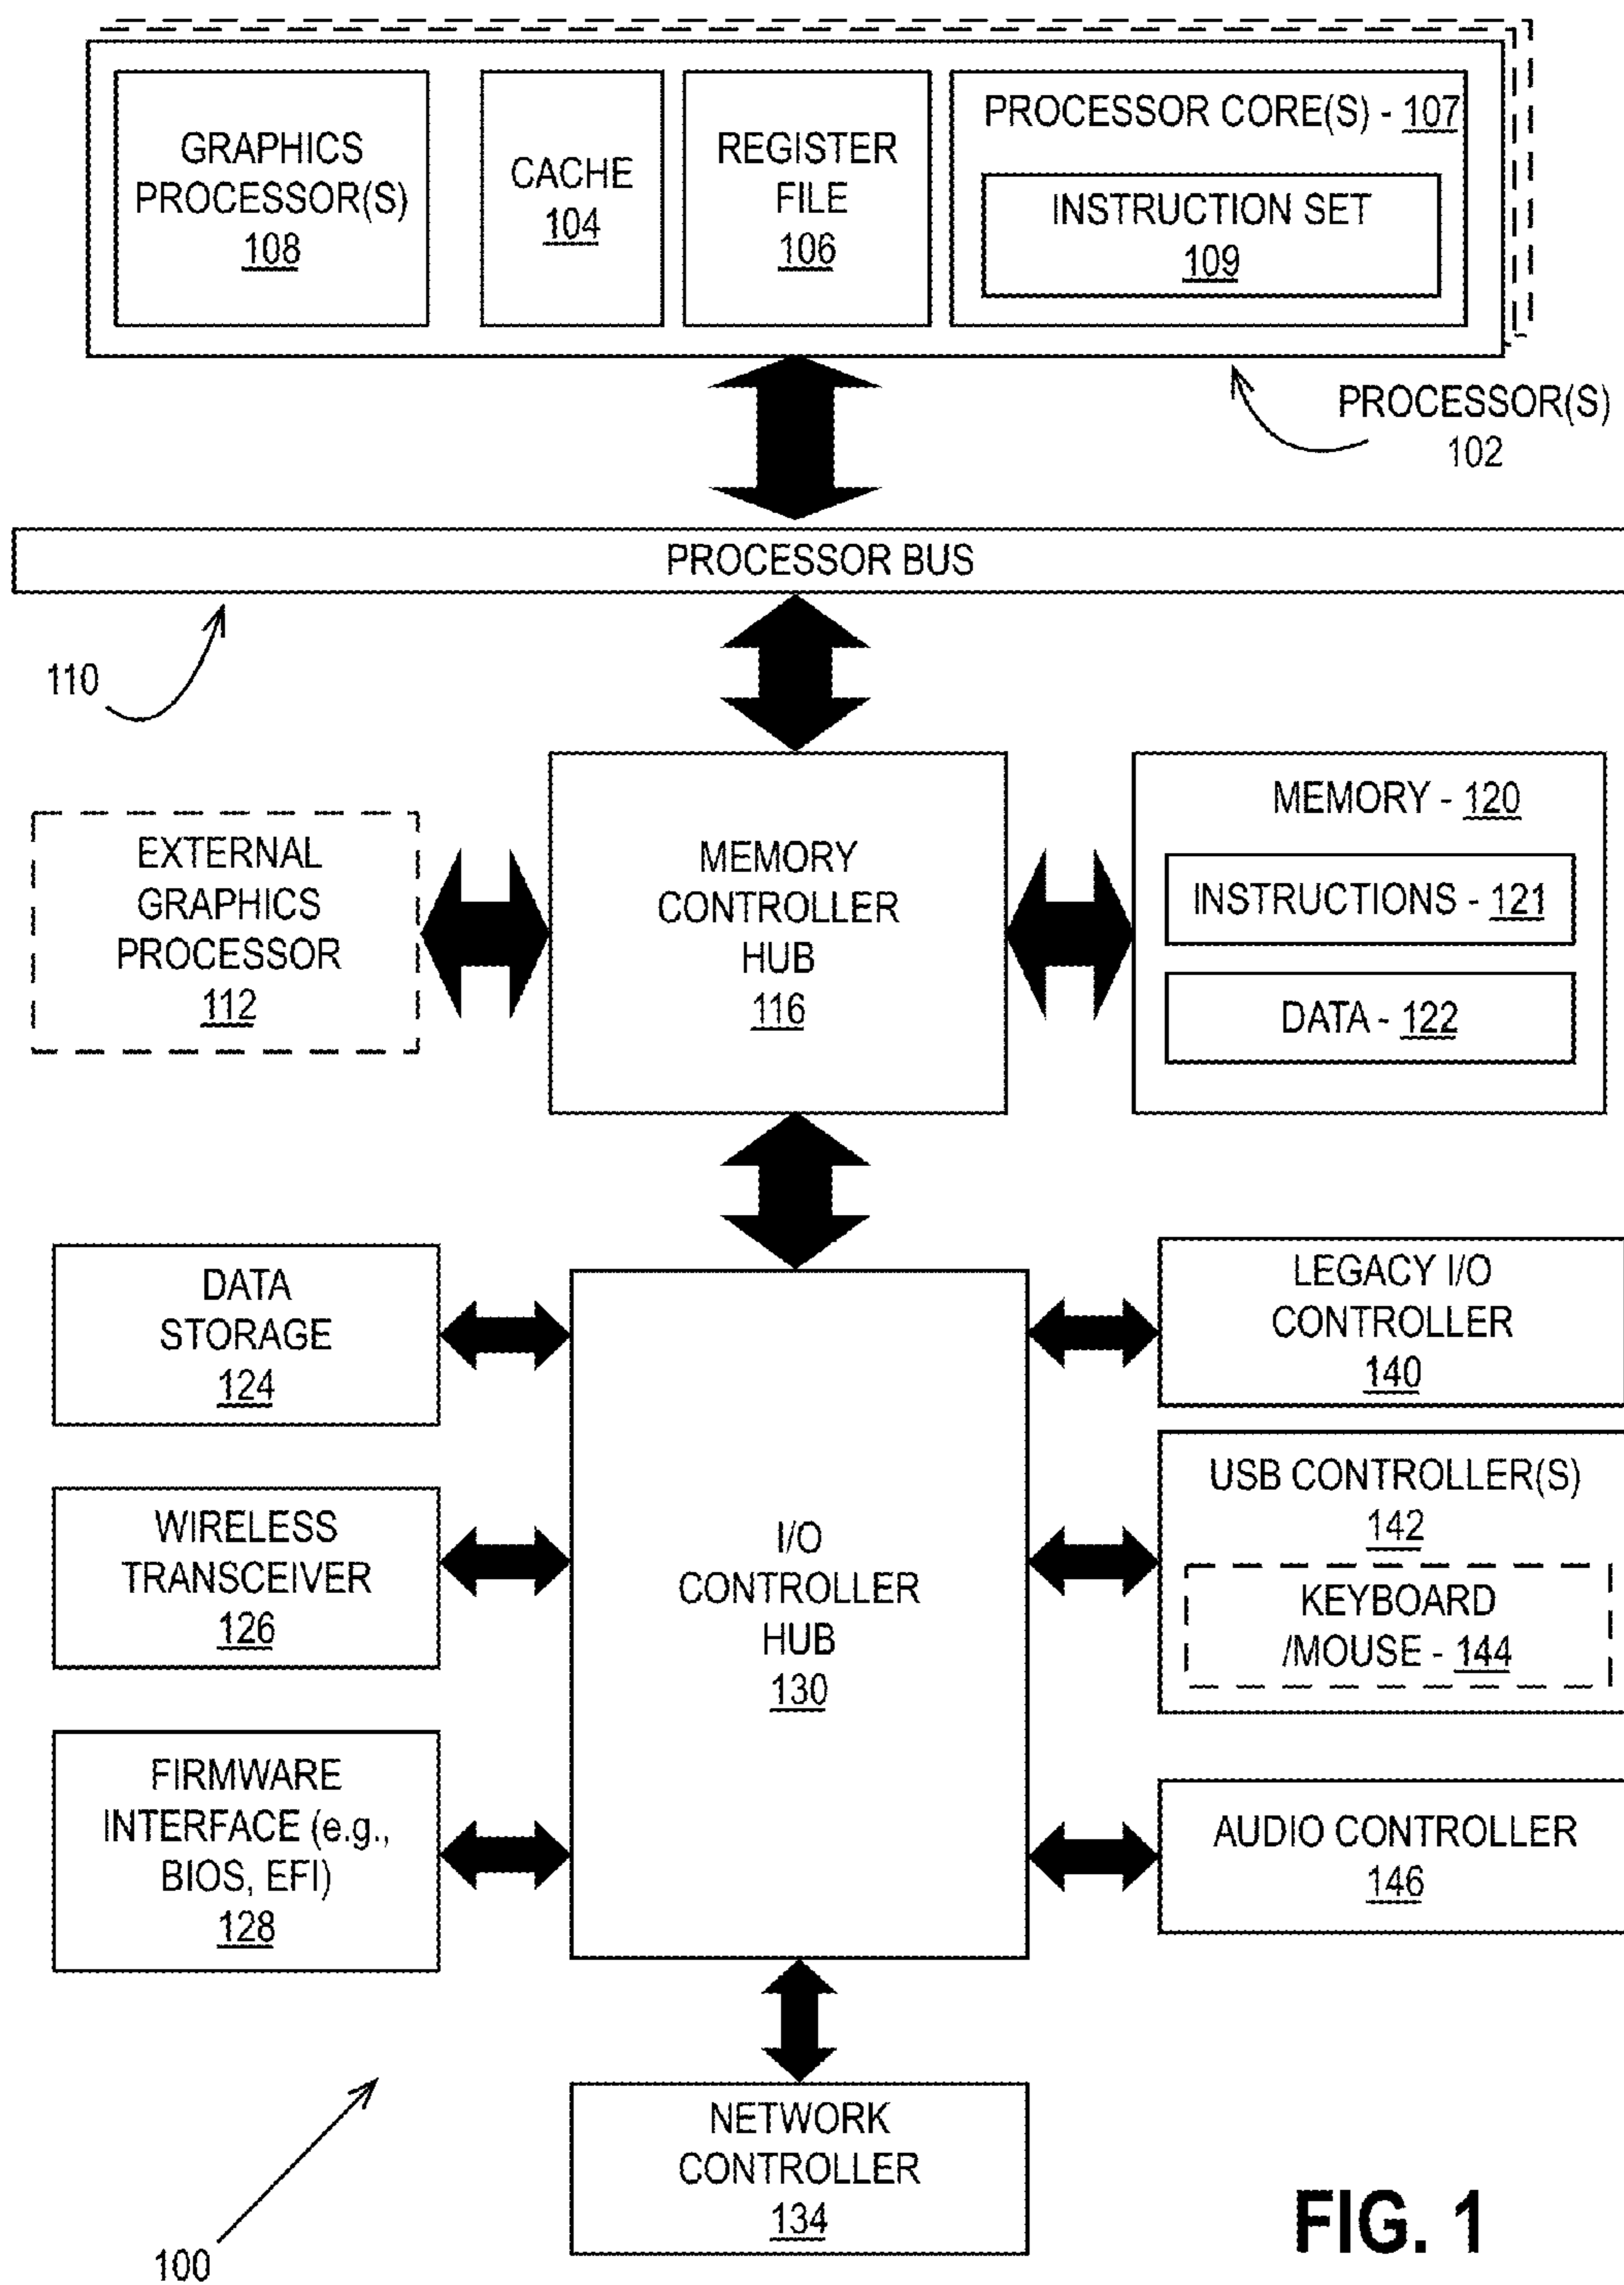 GRAPHICS
PROCESSOR(S)
108
CACHE
104
REGISTER
FILE
106
PROCESSOR CORE(S) - 107
INSTRUCTION SET
109
PROCESSOR(S)
102
PROCESSOR BUS
110
EXTERNAL
GRAPHICS
PROCESSOR
112
MEMORY
CONTROLLER
HUB
116
MEMORY - 120
INSTRUCTIONS - 121
DATA - 122
DATA
STORAGE
124
WIRELESS
TRANSCEIVER
126
FIRMWARE
INTERFACE (e.g.,
BIOS, EFI)
128
I/O
CONTROLLER
HUB
130
LEGACY I/O
CONTROLLER
140
USB CONTROLLER(S)
142
KEYBOARD
/MOUSE - 144
AUDIO CONTROLLER
146
NETWORK
CONTROLLER
134
100
FIG. 1